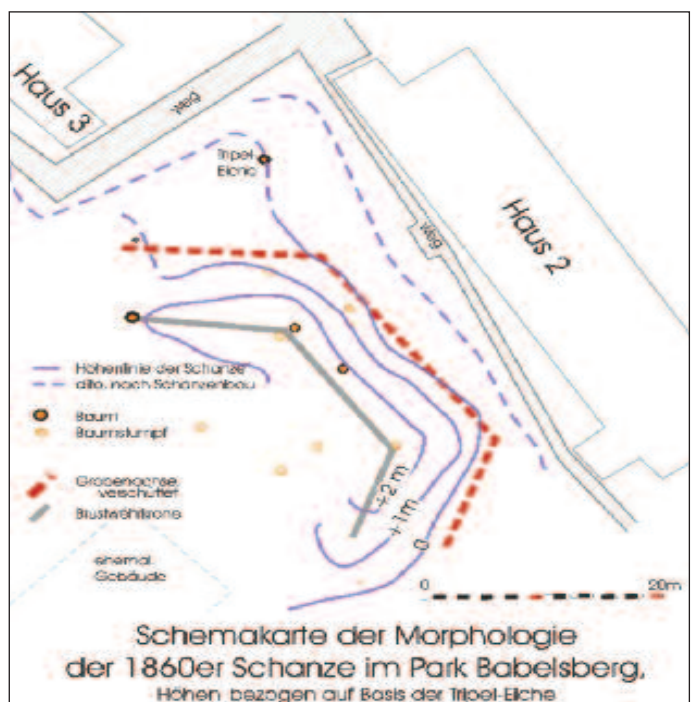 Haus 3
weg
Tripel
Eiche
Haus 2
weg
Höhenlinie der Schanze
dito, nach Schanzenbau
Baum
Baumstumpf
Grabenachse
verschüttet
Brustwehrkrone
ehemal.
Gebäude
+2 m
+1m
0
0 20m
Schemakarte der Morphologie
der 1860er Schanze im Park Babelsberg,
Höhen bezogen auf Basis der Tripel-Eiche